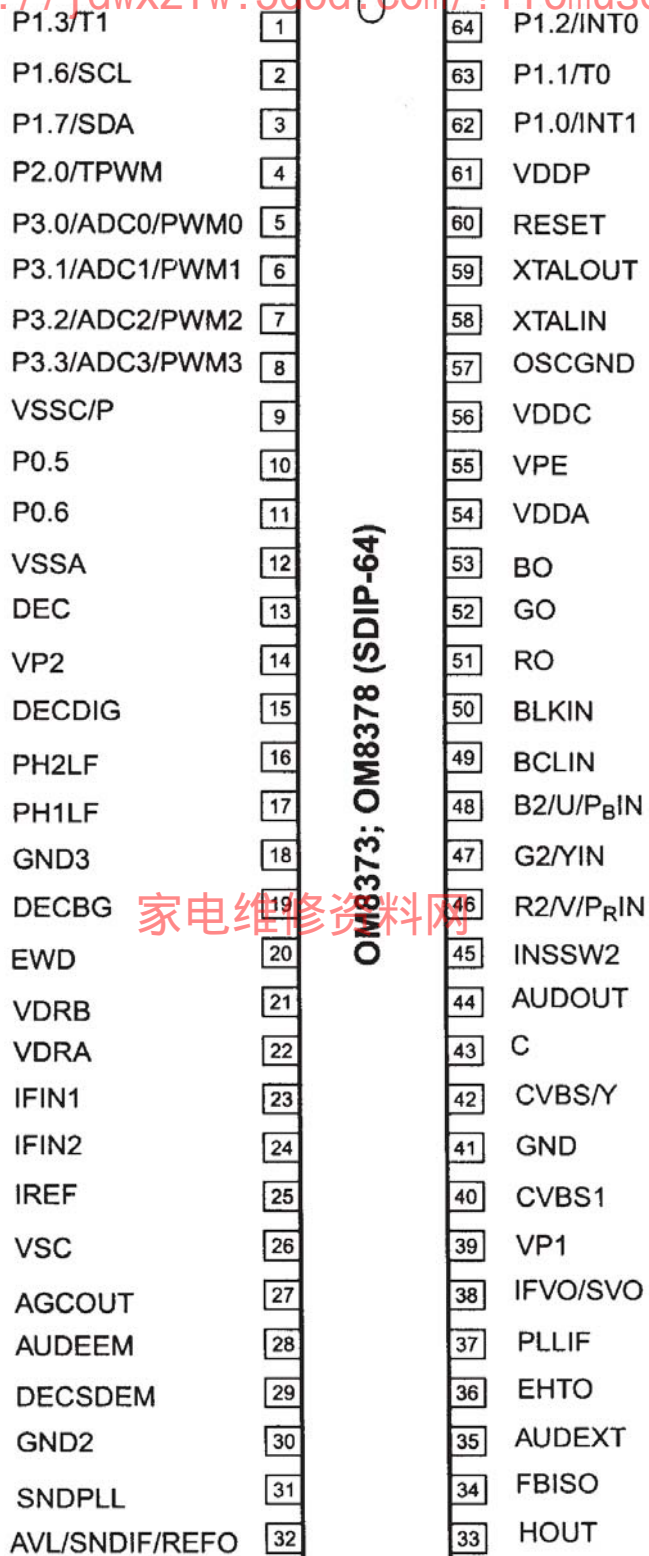 P1.3/T1 1 64 P1.2/INT0
P1.6/SCL 2 63 P1.1/T0
P1.7/SDA 3 62 P1.0/INT1
P2.0/TPWM 4 61 VDDP
P3.0/ADC0/PWM0 5 60 RESET
P3.1/ADC1/PWM1 6 59 XTALOUT
P3.2/ADC2/PWM2 7 58 XTALIN
P3.3/ADC3/PWM3 8 57 OSCGND
VSSC/P 9 56 VDDC
P0.5 10 55 VPE
P0.6 11 54 VDDA
VSSA 12 53 BO
DEC 13 52 GO
VP2 14 51 RO
DECDIG 15 50 BLKIN
PH2LF 16 49 BCLIN
PH1LF 17 48 B2/U/PBIN
GND3 18 47 G2/YIN
DECBG 19 46 R2/V/PRIN
EWD 20 45 INSSW2
VDRB 21 44 AUDOUT
VDRA 22 43 C
IFIN1 23 42 CVBS/Y
IFIN2 24 41 GND
IREF 25 40 CVBS1
VSC 26 39 VP1
AGCOUT 27 38 IFVO/SVO
AUDEEM 28 37 PLLIF
DECSDEM 29 36 EHTO
GND2 30 35 AUDEXT
SNDPLL 31 34 FBISO
AVL/SNDIF/REFO 32 33 HOUT
OM8373; OM8378 (SDIP-64)
家电维修资料网